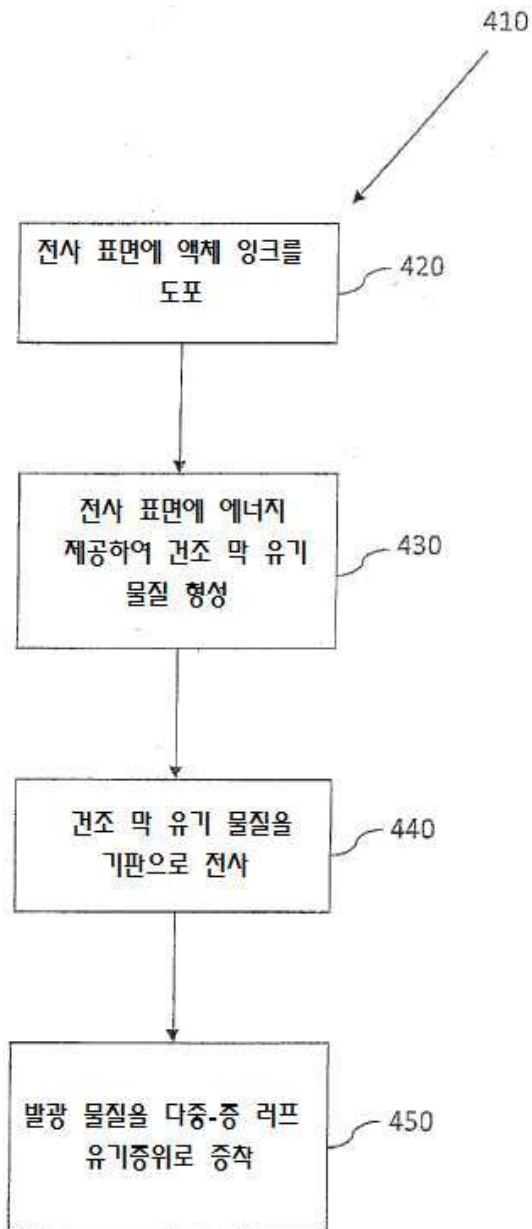 410
전사 표면에 액체 잉크를
도포
420
전사 표면에 에너지
제공하여 건조 막 유기
물질 형성
430
건조 막 유기 물질을
기판으로 전사
440
발광 물질을 다중-증 러프
유기증위로 증착
450